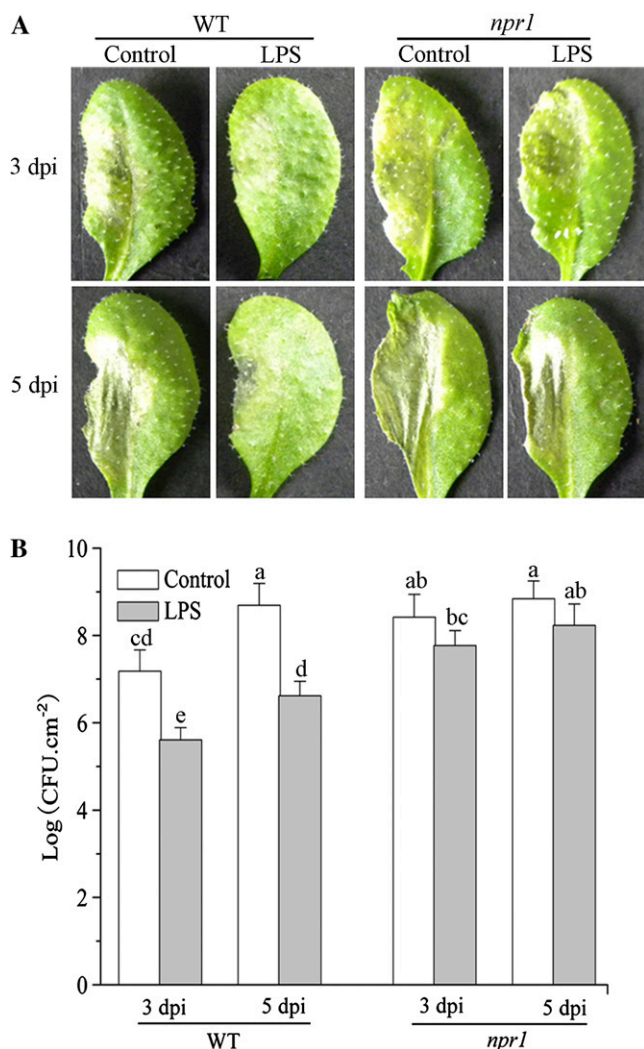 A
WT npr1
Control LPS Control LPS
3 dpi
5 dpi
B
10
8
6
4
2
0
Log (CFU.cm-2)
Control
LPS
cd e a d ab bc a ab
3 dpi 5 dpi 3 dpi 5 dpi
WT npr1